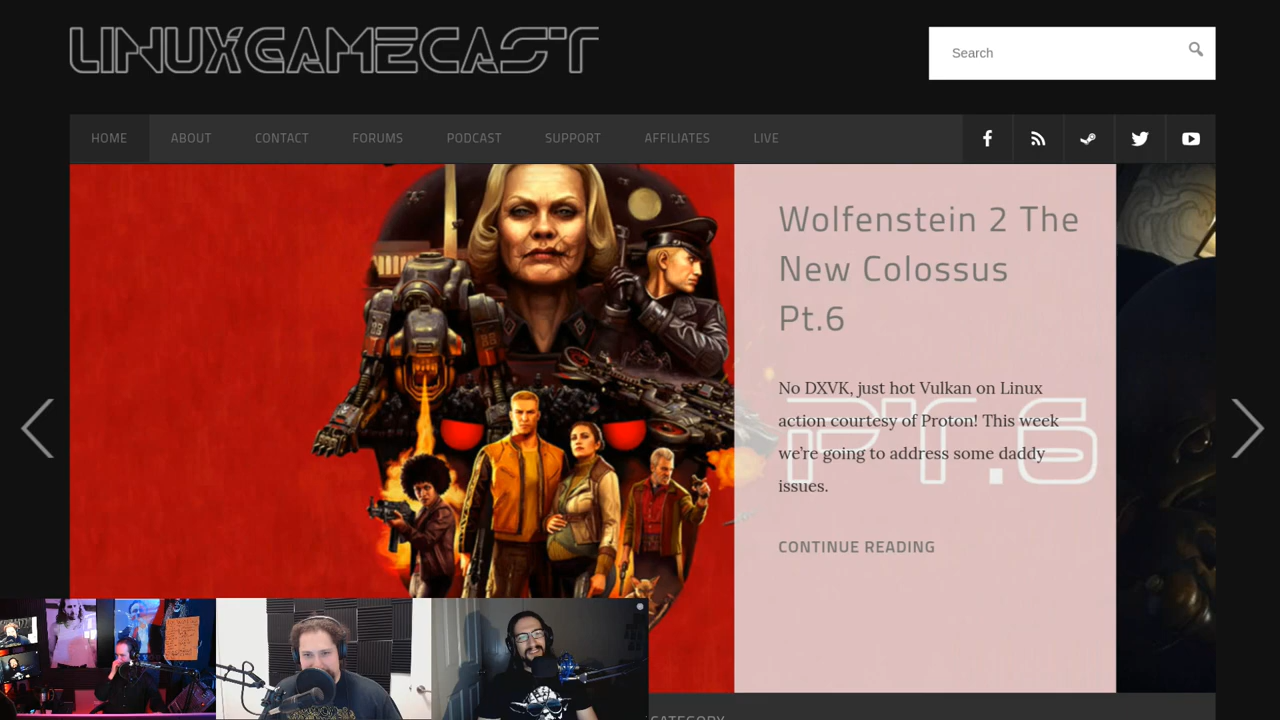 LINUXGAMECAST
Search
HOME
ABOUT
CONTACT
FORUMS
PODCAST
SUPPORT
AFFILIATES
LIVE
Wolfenstein 2 The
New Colossus
Pt.6
No DXVK, just hot Vulkan on Linux
action courtesy of Proton! This week
we’re going to address some daddy
issues.
PT.6
CONTINUE READING
CATEGORY